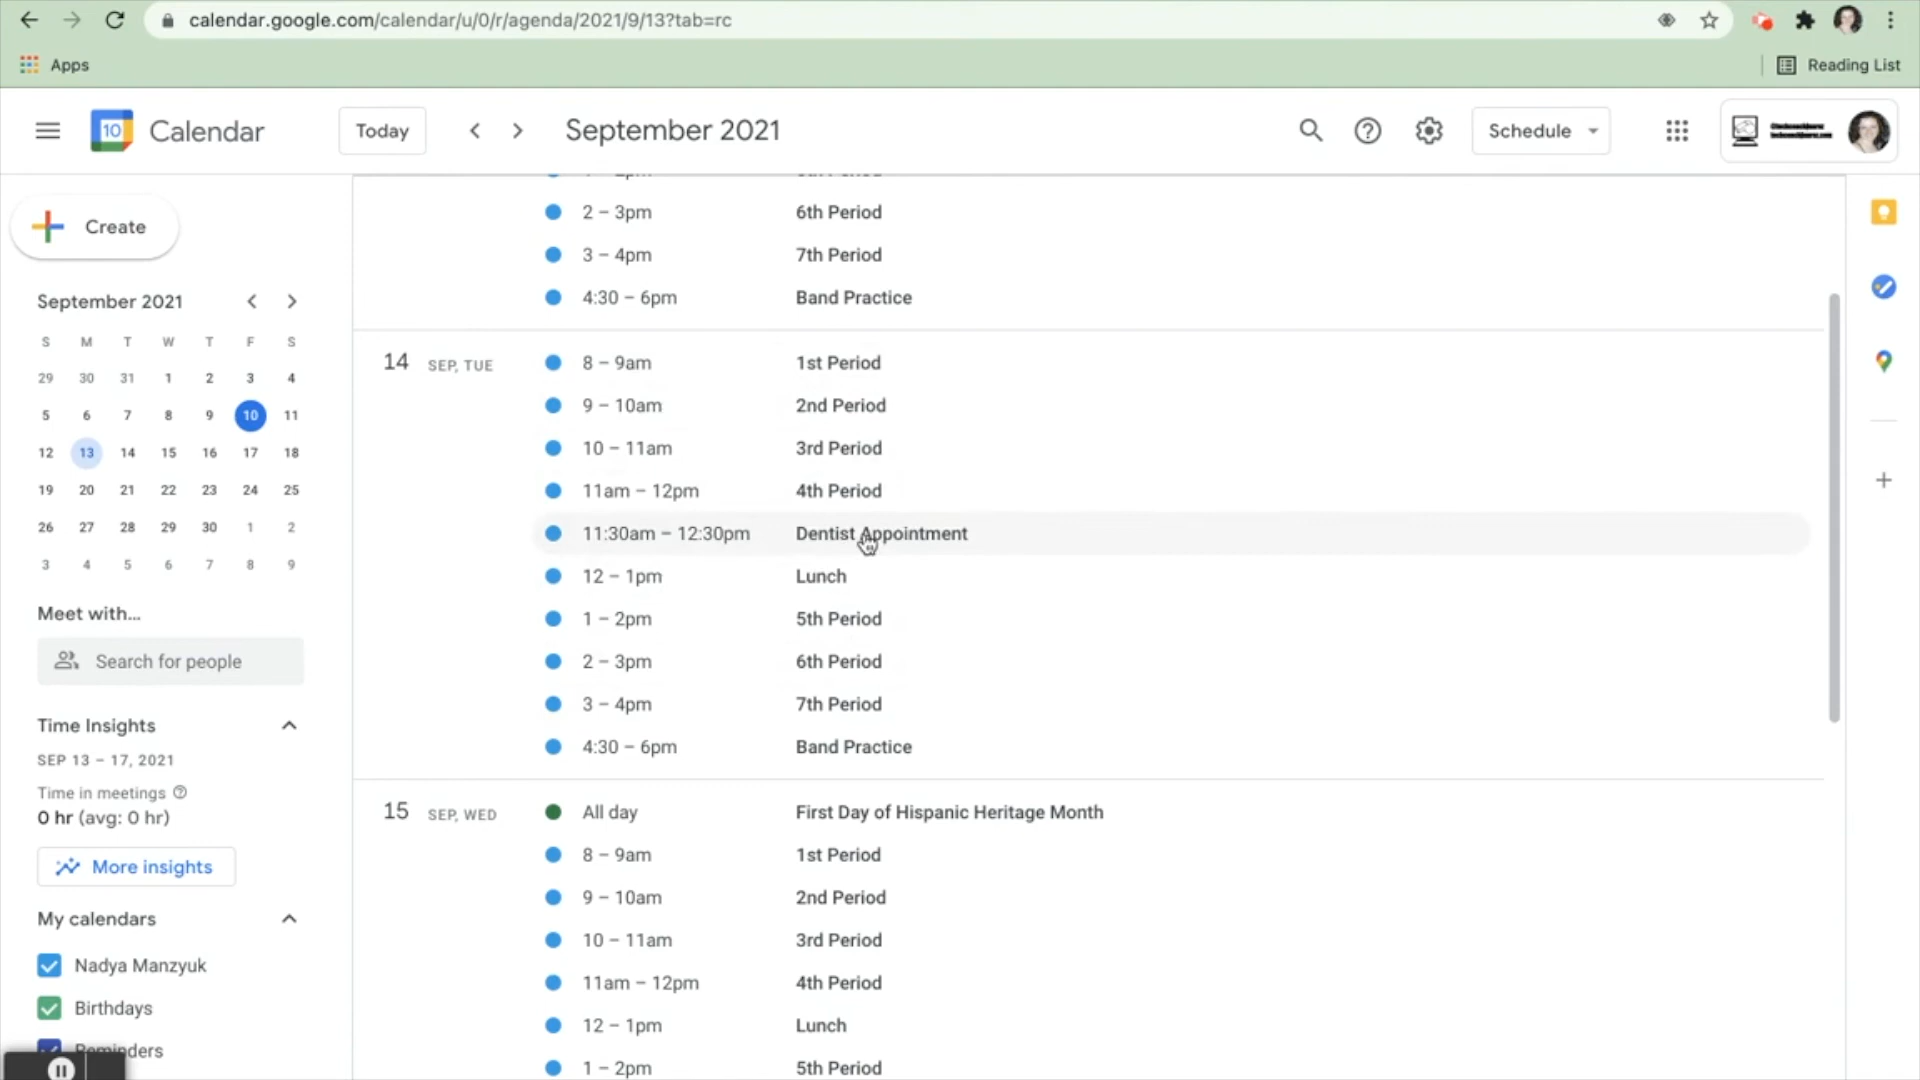 calendar.google.com/calendar/u/0/r/agenda/2021/9/13?tab=rc
Apps
Reading List
10 Calendar
Today
September 2021
Schedule
Create
September 2021
S M T W T F S
29 30 31 1 2 3 4
5 6 7 8 9 10 11
12 13 14 15 16 17 18
19 20 21 22 23 24 25
26 27 28 29 30 1 2
3 4 5 6 7 8 9
Meet with...
Search for people
Time Insights
SEP 13 – 17, 2021
Time in meetings
0 hr (avg: 0 hr)
More insights
My calendars
Nadya Manzyuk
Birthdays
Reminders
2 – 3pm 6th Period
3 – 4pm 7th Period
4:30 – 6pm Band Practice
14 SEP, TUE 8 – 9am 1st Period
9 – 10am 2nd Period
10 – 11am 3rd Period
11am – 12pm 4th Period
11:30am – 12:30pm Dentist Appointment
12 – 1pm Lunch
1 – 2pm 5th Period
2 – 3pm 6th Period
3 – 4pm 7th Period
4:30 – 6pm Band Practice
15 SEP, WED All day First Day of Hispanic Heritage Month
8 – 9am 1st Period
9 – 10am 2nd Period
10 – 11am 3rd Period
11am – 12pm 4th Period
12 – 1pm Lunch
1 – 2pm 5th Period